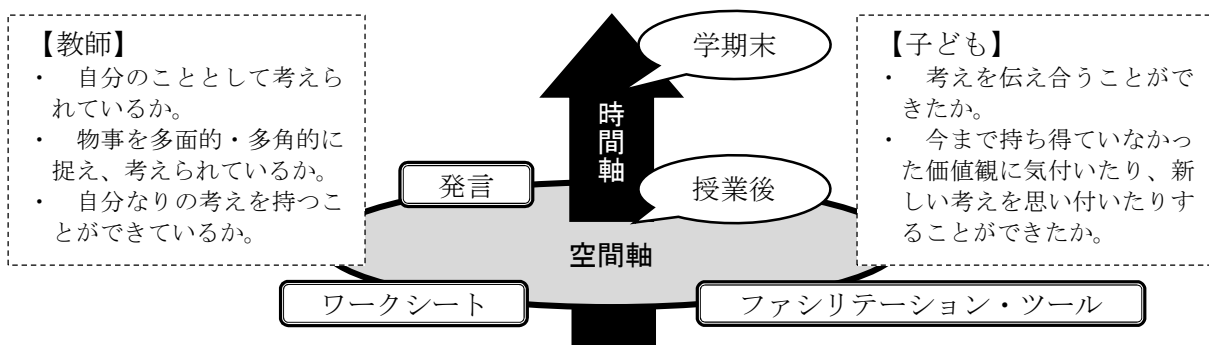 【教師】
・　自分のこととして考えら
れているか。
・　物事を多面的・多角的に
捉え、考えられているか。
・　自分なりの考えを持つこ
とができているか。
学期末
時間軸
発言
授業後
空間軸
ワークシート
ファシリテーション・ツール
【子ども】
・　考えを伝え合うことがで
きたか。
・　今まで持ち得ていなかっ
た価値観に気付いたり、新
しい考えを思い付いたりす
ることができたか。